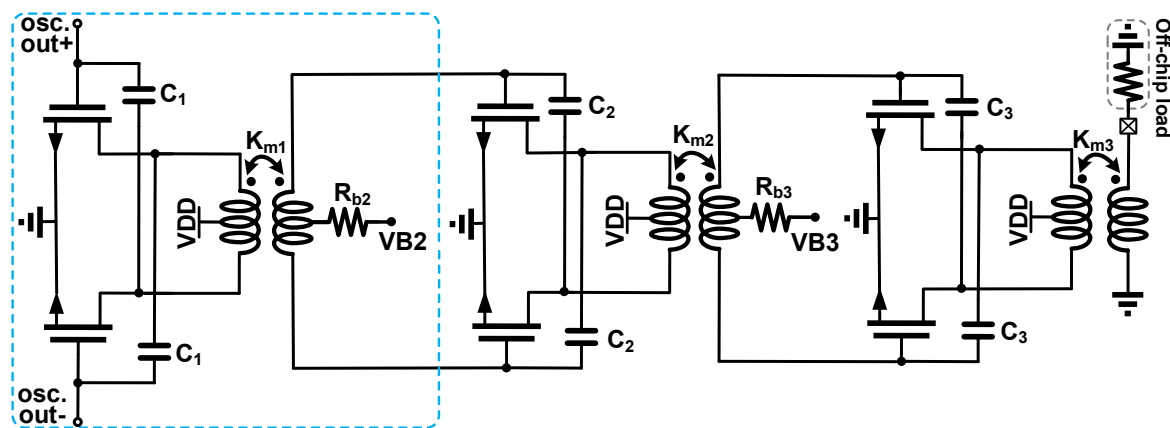 osc.
out+
C1
Km1
Rb2
VDD
VB2
C1
osc.
out-
C2
Km2
Rb3
VDD
VB3
C2
C3
Km3
VDD
C3
Off-chip load